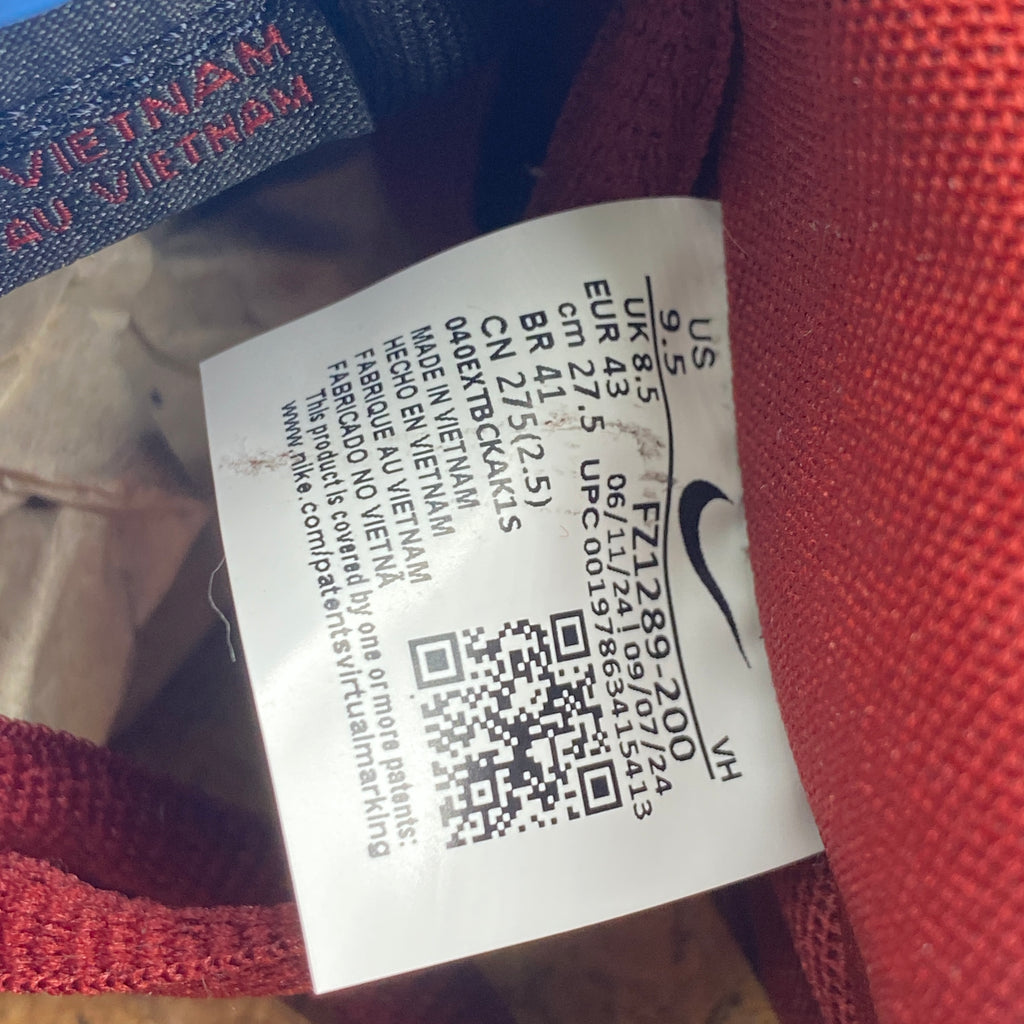 VIETNAM
AU VIETNAM
US
9.5
VH
UK 8.5
FZ1289-200
EUR 43
06/11/24|09/07/24
cm 27.5
UPC 00197863415413
BR 41
CN 275(2.5)
040EXTBCKAK1S
MADE IN VIETNAM
HECHO EN VIETNAM
FABRIQUE AU VIETNAM
FABRICADO NO VIETNÃ
This product is covered by one or more patents:
www.nike.com/patentsvirtualmarking